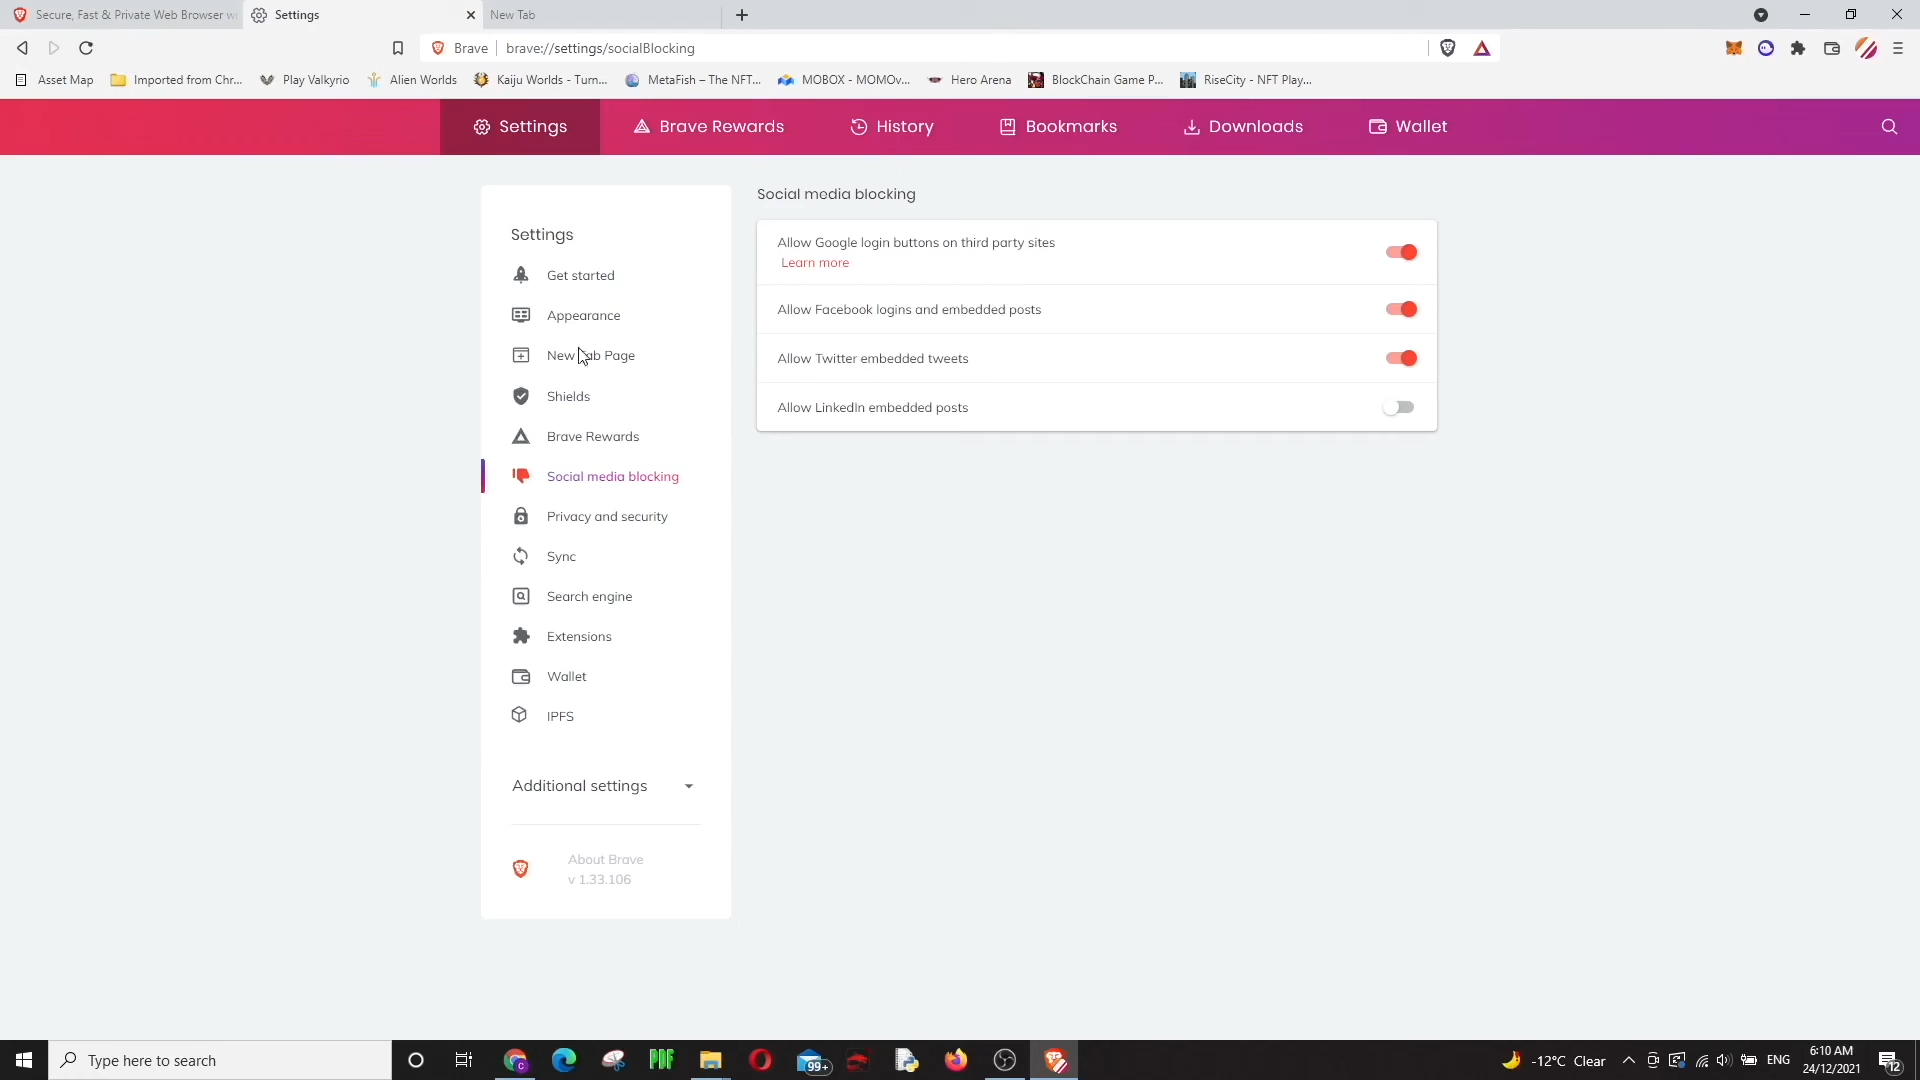 Secure, Fast & Private Web Browser w
Settings
New Tab
Brave
brave://settings/socialBlocking
Asset Map
Imported from Chr...
Play Valkyrio
Alien Worlds
Kaiju Worlds - Turn...
MetaFish – The NFT...
MOBOX - MOMOv...
Hero Arena
BlockChain Game P...
RiseCity - NFT Play...
Settings
Brave Rewards
History
Bookmarks
Downloads
Wallet
Settings
Get started
Appearance
New Tab Page
Shields
Brave Rewards
Social media blocking
Privacy and security
Sync
Search engine
Extensions
Wallet
IPFS
Additional settings
About Brave
v 1.33.106
Social media blocking
Allow Google login buttons on third party sites
Learn more
Allow Facebook logins and embedded posts
Allow Twitter embedded tweets
Allow LinkedIn embedded posts
Type here to search
99+
-12°C Clear
ENG
6:10 AM
24/12/2021
12